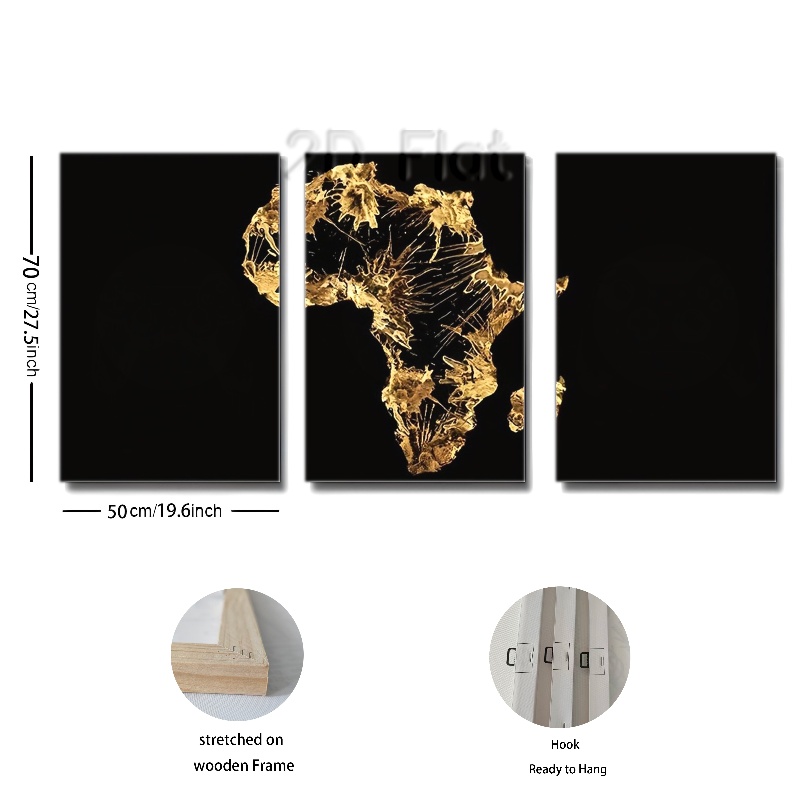 2D Flat
70 cm/27.5inch
50cm/19.6inch
stretched on
wooden Frame
Hook
Ready to Hang